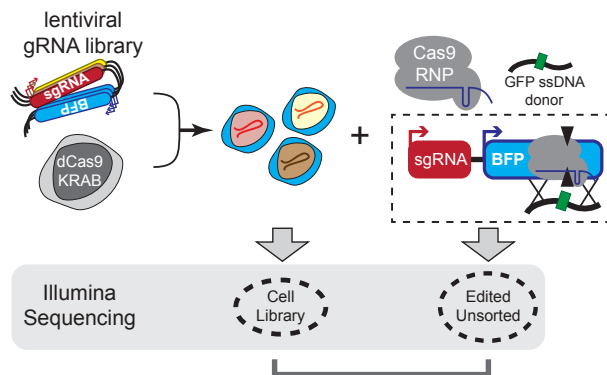 lentiviral
gRNA library
sgRNA
BFP
dCas9
KRAB
+
Cas9
RNP
GFP ssDNA
donor
sgRNA
BFP
Illumina
Sequencing
Cell
Library
Edited
Unsorted